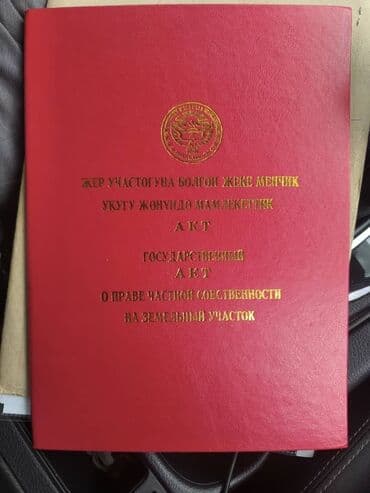 ЖЕР УЧАСТОГУНА БОЛГОН ЖЕКЕ МЕНЧИК
УКУГУ ЖӨНҮНДӨ МАМЛЕКЕТТИК
АКТ
ГОСУДАРСТВЕННЫЙ
АКТ
О ПРАВЕ ЧАСТНОЙ СОБСТВЕННОСТИ
НА ЗЕМЕЛЬНЫЙ УЧАСТОК